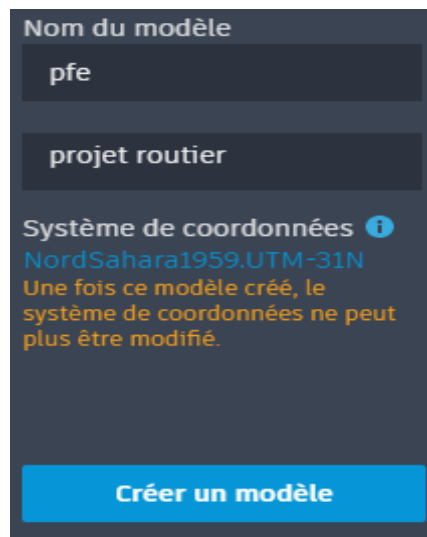 Nom du modèle
pfe
projet routier
Système de coordonnées
NordSahara1959.UTM-31N
Une fois ce modèle créé, le
système de coordonnées ne peut
plus être modifié.
Créer un modèle